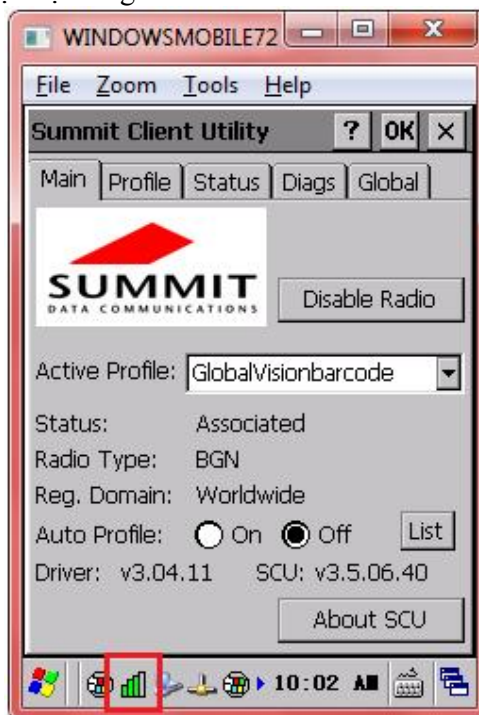 WINDOWSMOBILE72
File Zoom Tools Help
Summit Client Utility ? OK ×
Main Profile Status Diags Global
SUMMIT
DATA COMMUNICATIONS
Disable Radio
Active Profile: GlobalVisionbarcode
Status: Associated
Radio Type: BGN
Reg. Domain: Worldwide
Auto Profile: On Off List
Driver: v3.04.11 SCU: v3.5.06.40
About SCU
10:02 AM